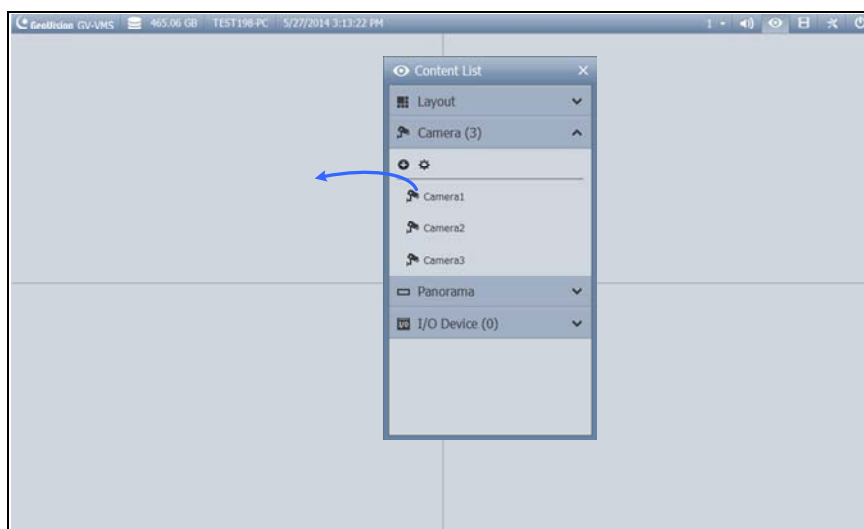 GeoVision GV-VMS 465.06 GB TEST198-PC 5/27/2014 3:13:22 PM 1
Content List
Layout
Camera (3)
Camera1
Camera2
Camera3
Panorama
I/O I/O Device (0)